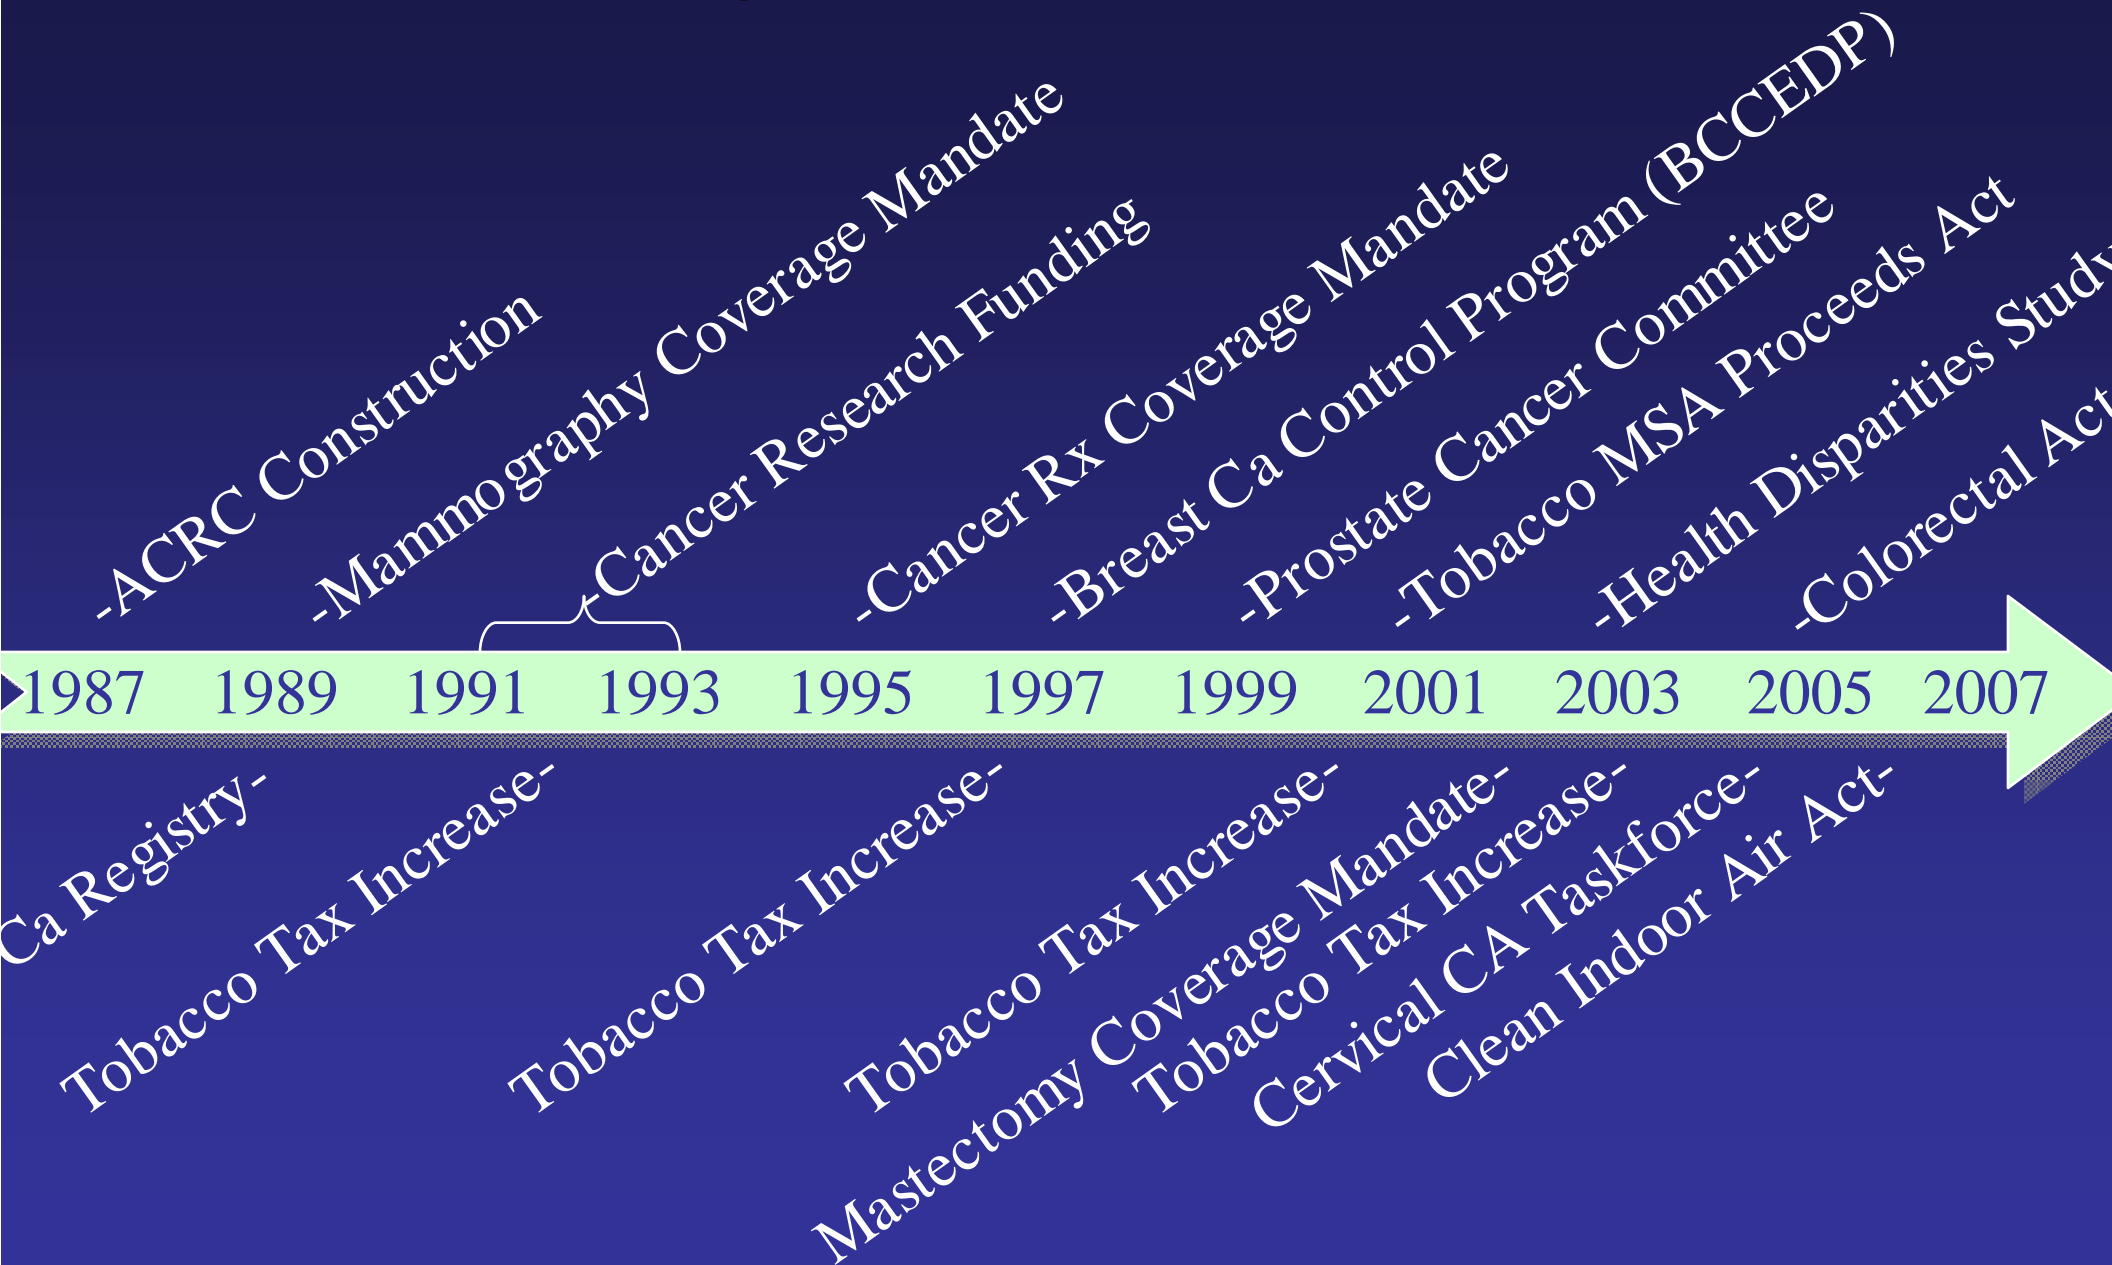 -ACRC Construction
-Mammography Coverage Mandate
-Cancer Research Funding
-Cancer Rx Coverage Mandate
-Breast Ca Control Program (BCCEDP)
-Prostate Cancer Committee
-Tobacco MSA Proceeds Act
-Health Disparities Study
-Colorectal Act
1987 1989 1991 1993 1995 1997 1999 2001 2003 2005 2007
Ca Registry-
Tobacco Tax Increase-
Tobacco Tax Increase-
Tobacco Tax Increase-
Mastectomy Coverage Mandate-
Tobacco Tax Increase-
Cervical CA Taskforce-
Clean Indoor Air Act-